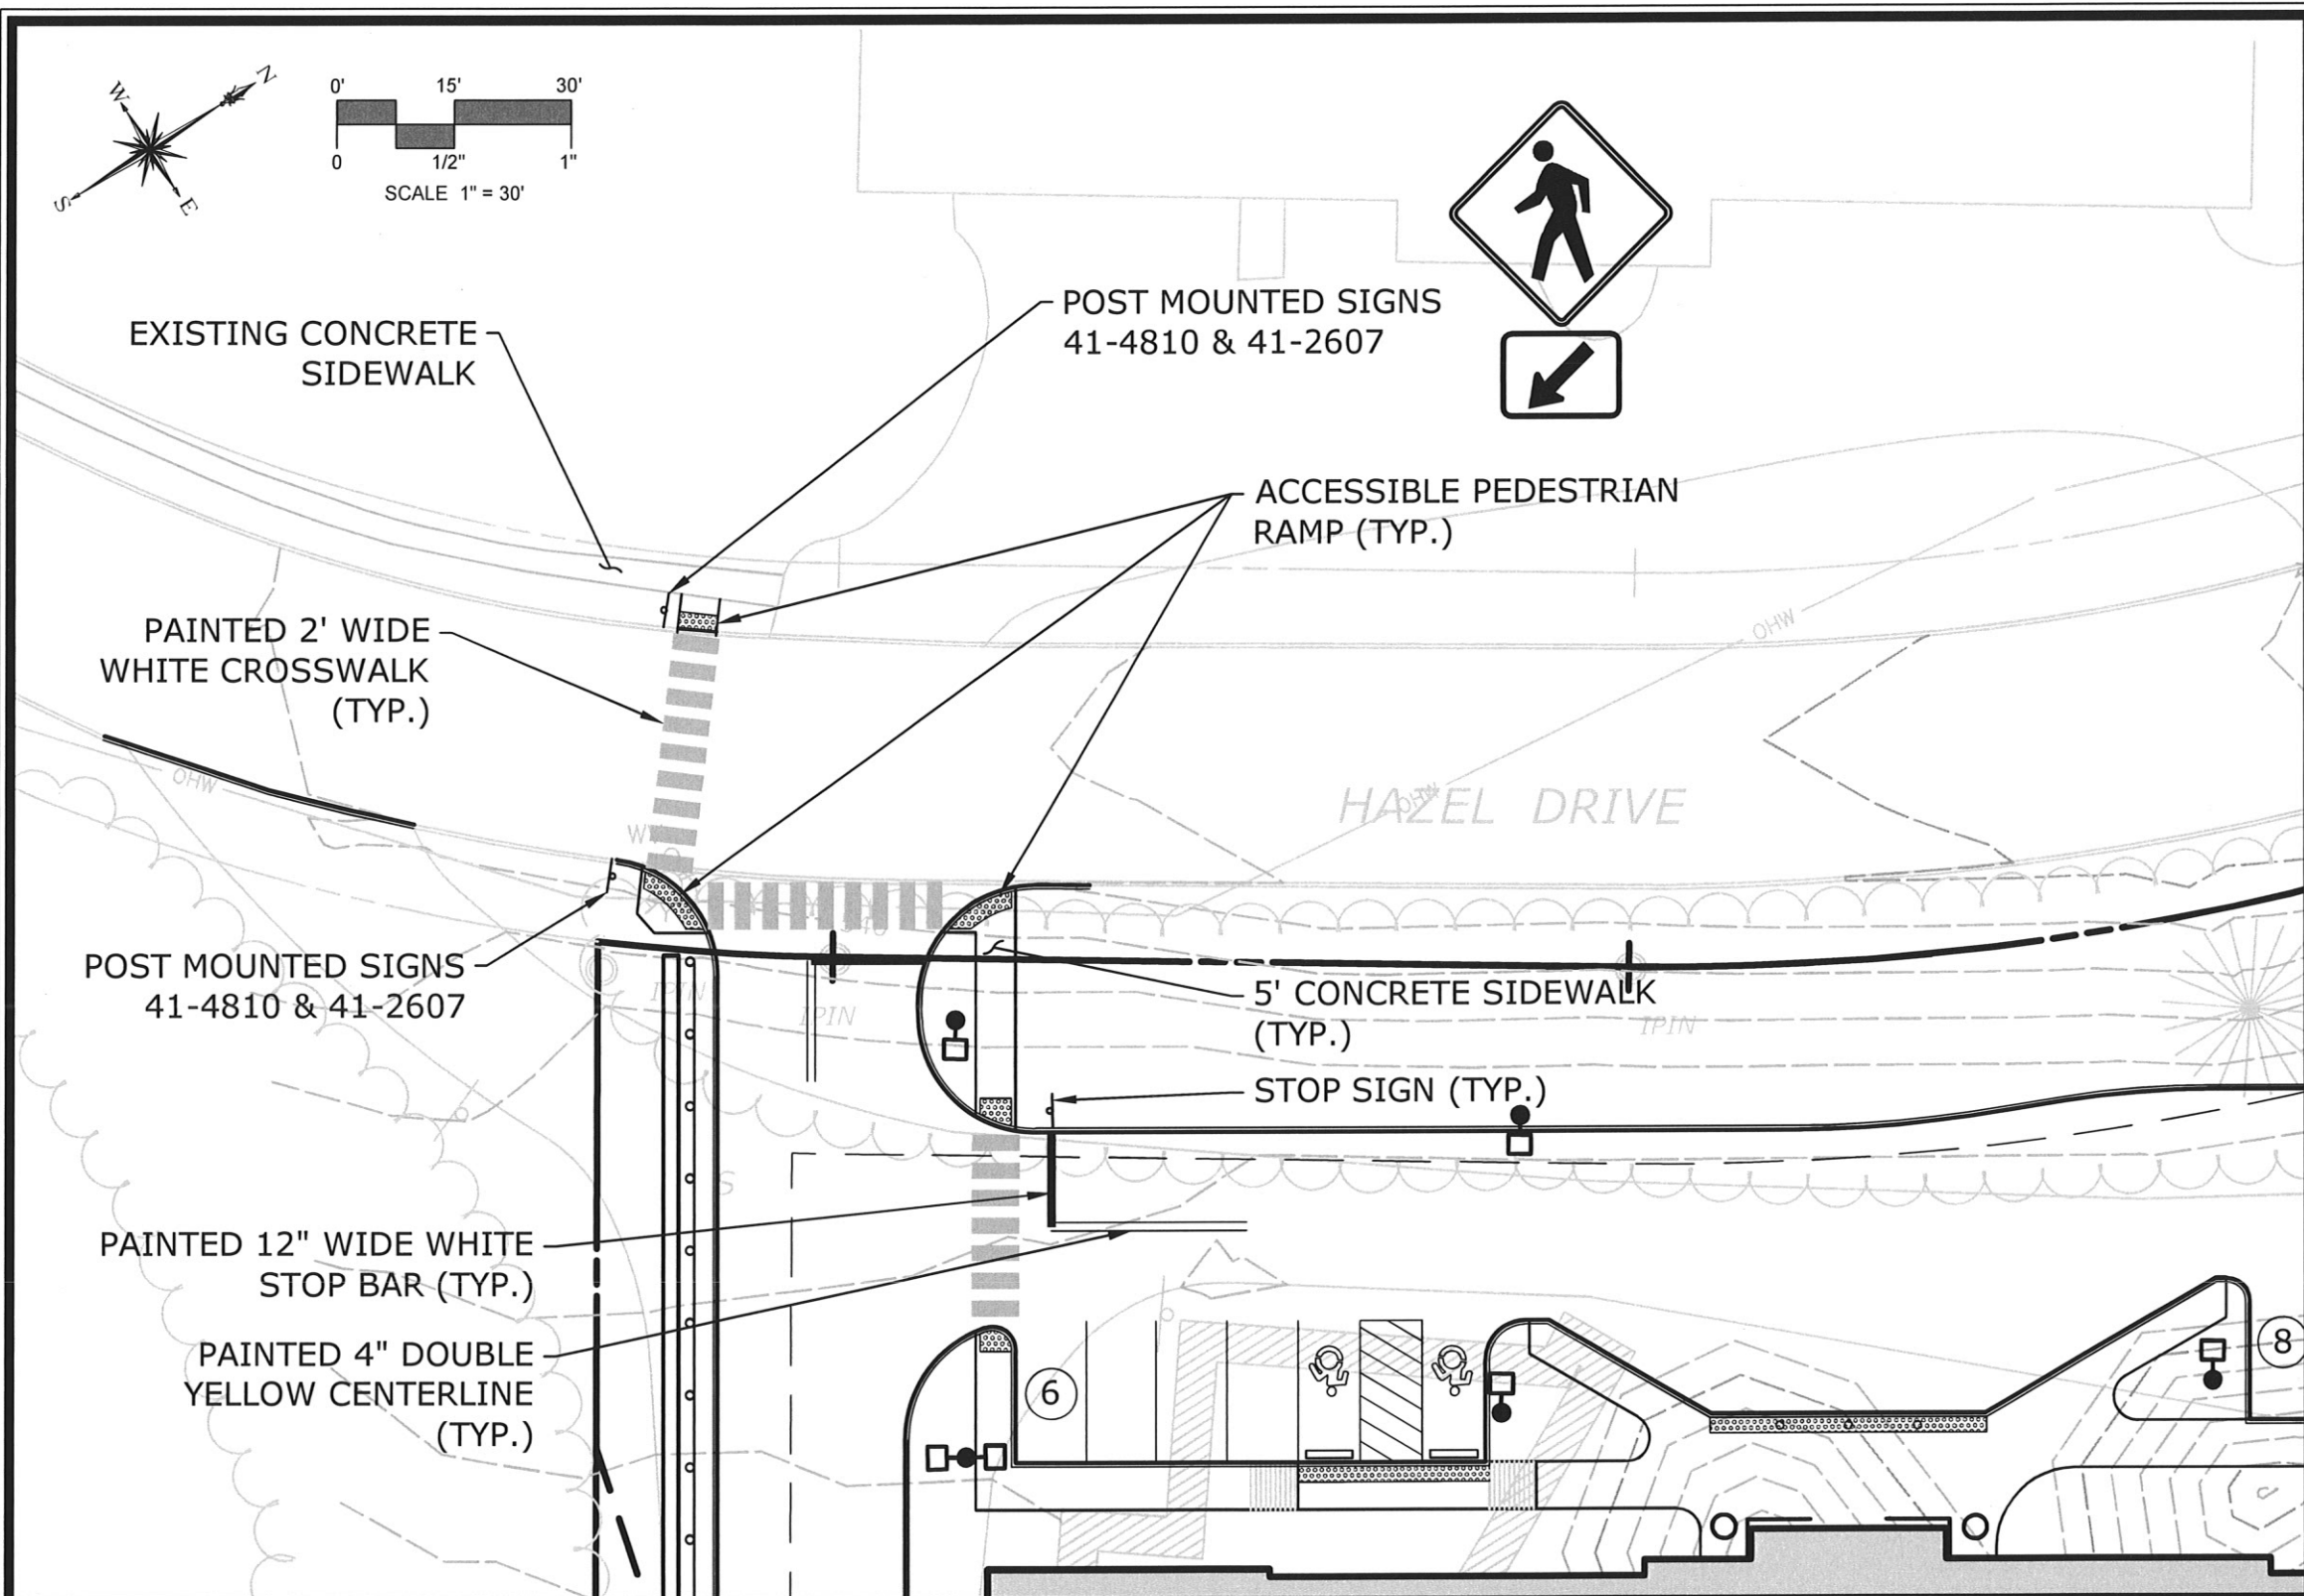 W
N
S
E
0' 15' 30'
0 1/2" 1"
SCALE 1" = 30'
EXISTING CONCRETE
SIDEWALK
POST MOUNTED SIGNS
41-4810 & 41-2607
ACCESSIBLE PEDESTRIAN
RAMP (TYP.)
PAINTED 2' WIDE
WHITE CROSSWALK
(TYP.)
OHW
OHW
OHW
HAZEL DRIVE
POST MOUNTED SIGNS
41-4810 & 41-2607
IPIN
IPIN
IPIN
5' CONCRETE SIDEWALK
(TYP.)
STOP SIGN (TYP.)
S
PAINTED 12" WIDE WHITE
STOP BAR (TYP.)
PAINTED 4" DOUBLE
YELLOW CENTERLINE
(TYP.)
6
8